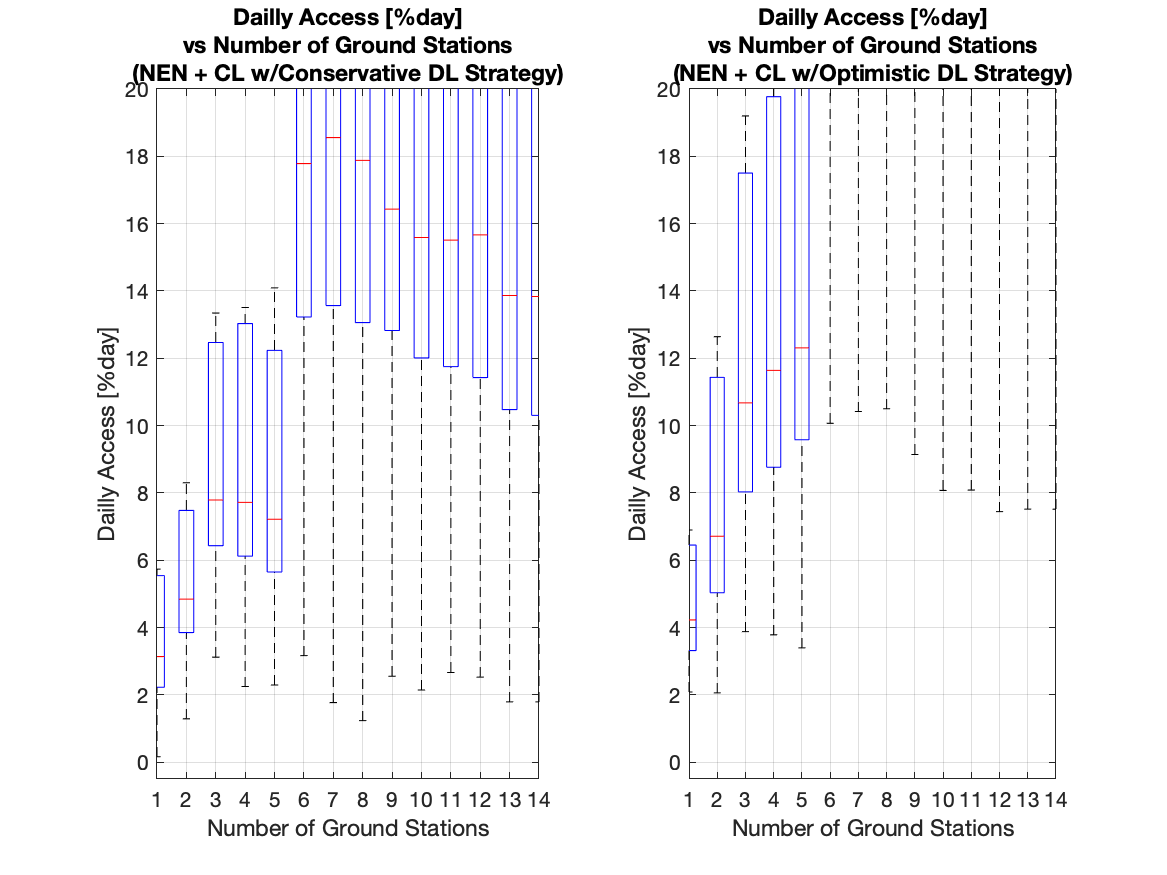 Dailly Access [%day]
vs Number of Ground Stations
(NEN + CL w/Conservative DL Strategy)
20
18
16
14
12
10
8
6
4
2
0
Dailly Access [%day]
1 2 3 4 5 6 7 8 9 10 11 12 13 14
Number of Ground Stations
Dailly Access [%day]
vs Number of Ground Stations
(NEN + CL w/Optimistic DL Strategy)
20
18
16
14
12
10
8
6
4
2
0
Dailly Access [%day]
1 2 3 4 5 6 7 8 9 10 11 12 13 14
Number of Ground Stations